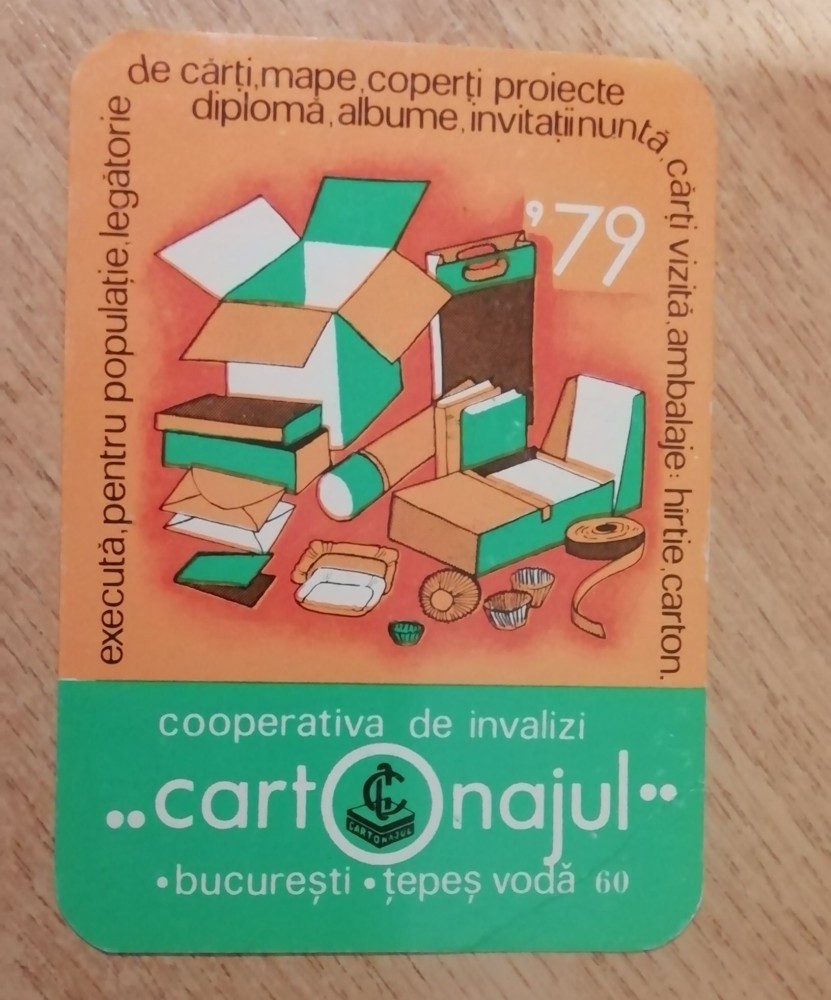 execută, pentru populație, legătorie
de cărți, mape, coperți proiecte
diplomă, albume, invitații nuntă, cărți vizită, ambalaje: hîrtie, carton.
'79
cooperativa de invalizi
„cartonajul”
CARTONAJUL
•bucurești •țepeș vodă 60